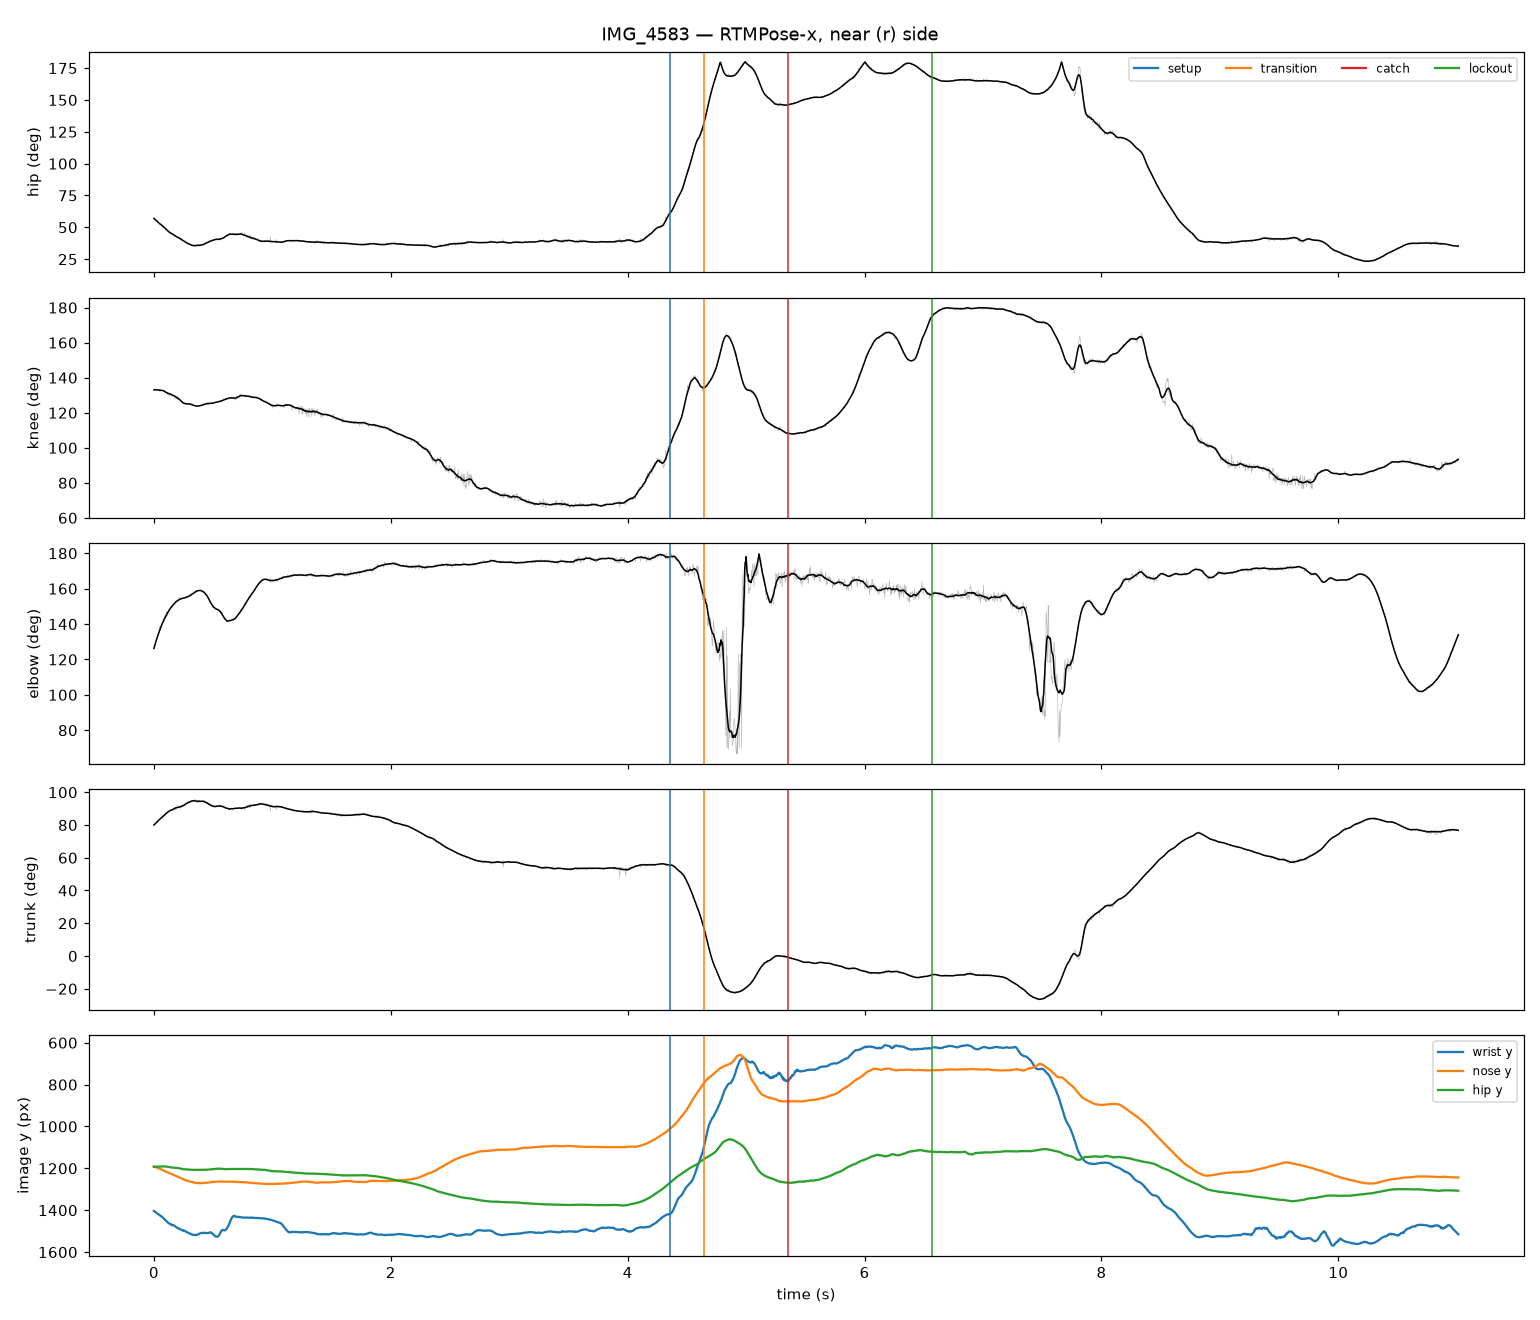 IMG_4583 — RTMPose-x, near (r) side
setup transition catch lockout
hip (deg)
175
150
125
100
75
50
25
knee (deg)
180
160
140
120
100
80
60
elbow (deg)
180
160
140
120
100
80
trunk (deg)
100
80
60
40
20
0
−20
wrist y
nose y
hip y
image y (px)
600
800
1000
1200
1400
1600
0 2 4 6 8 10
time (s)